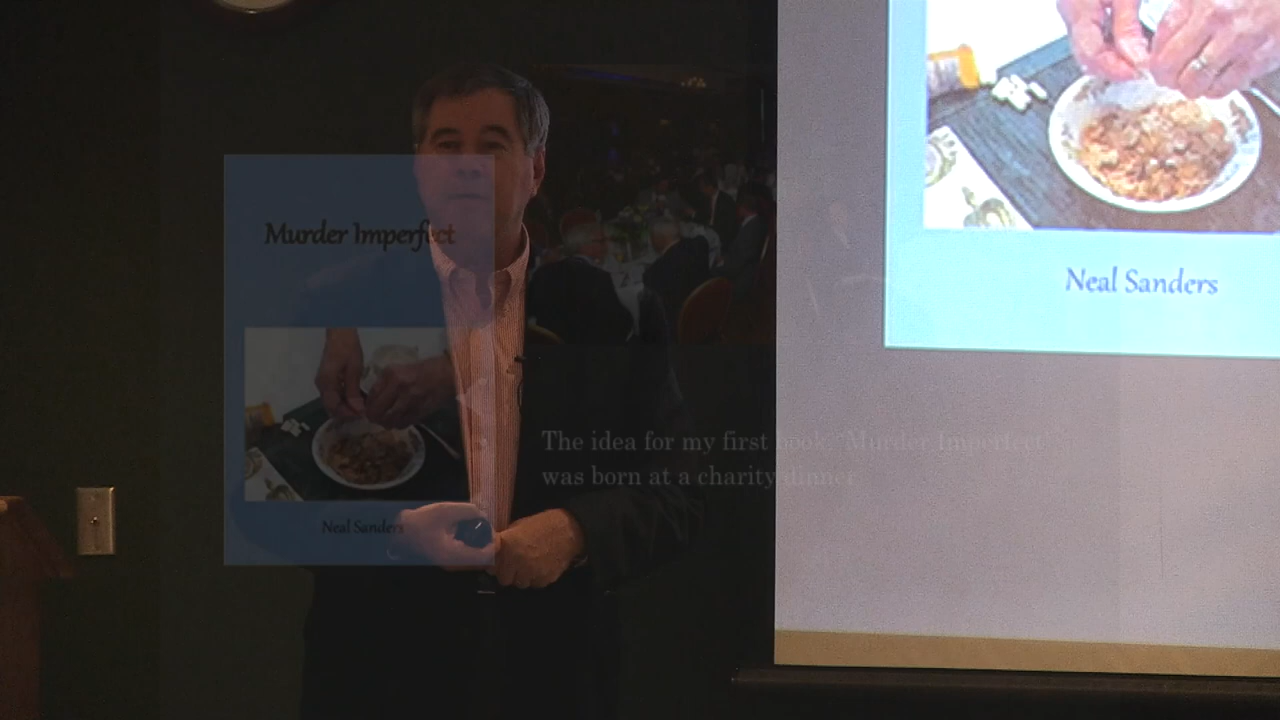 Murder Imperfect
Neal Sanders
The idea for my first book, "Murder Imperfect"
was born at a charity dinner
Neal Sanders